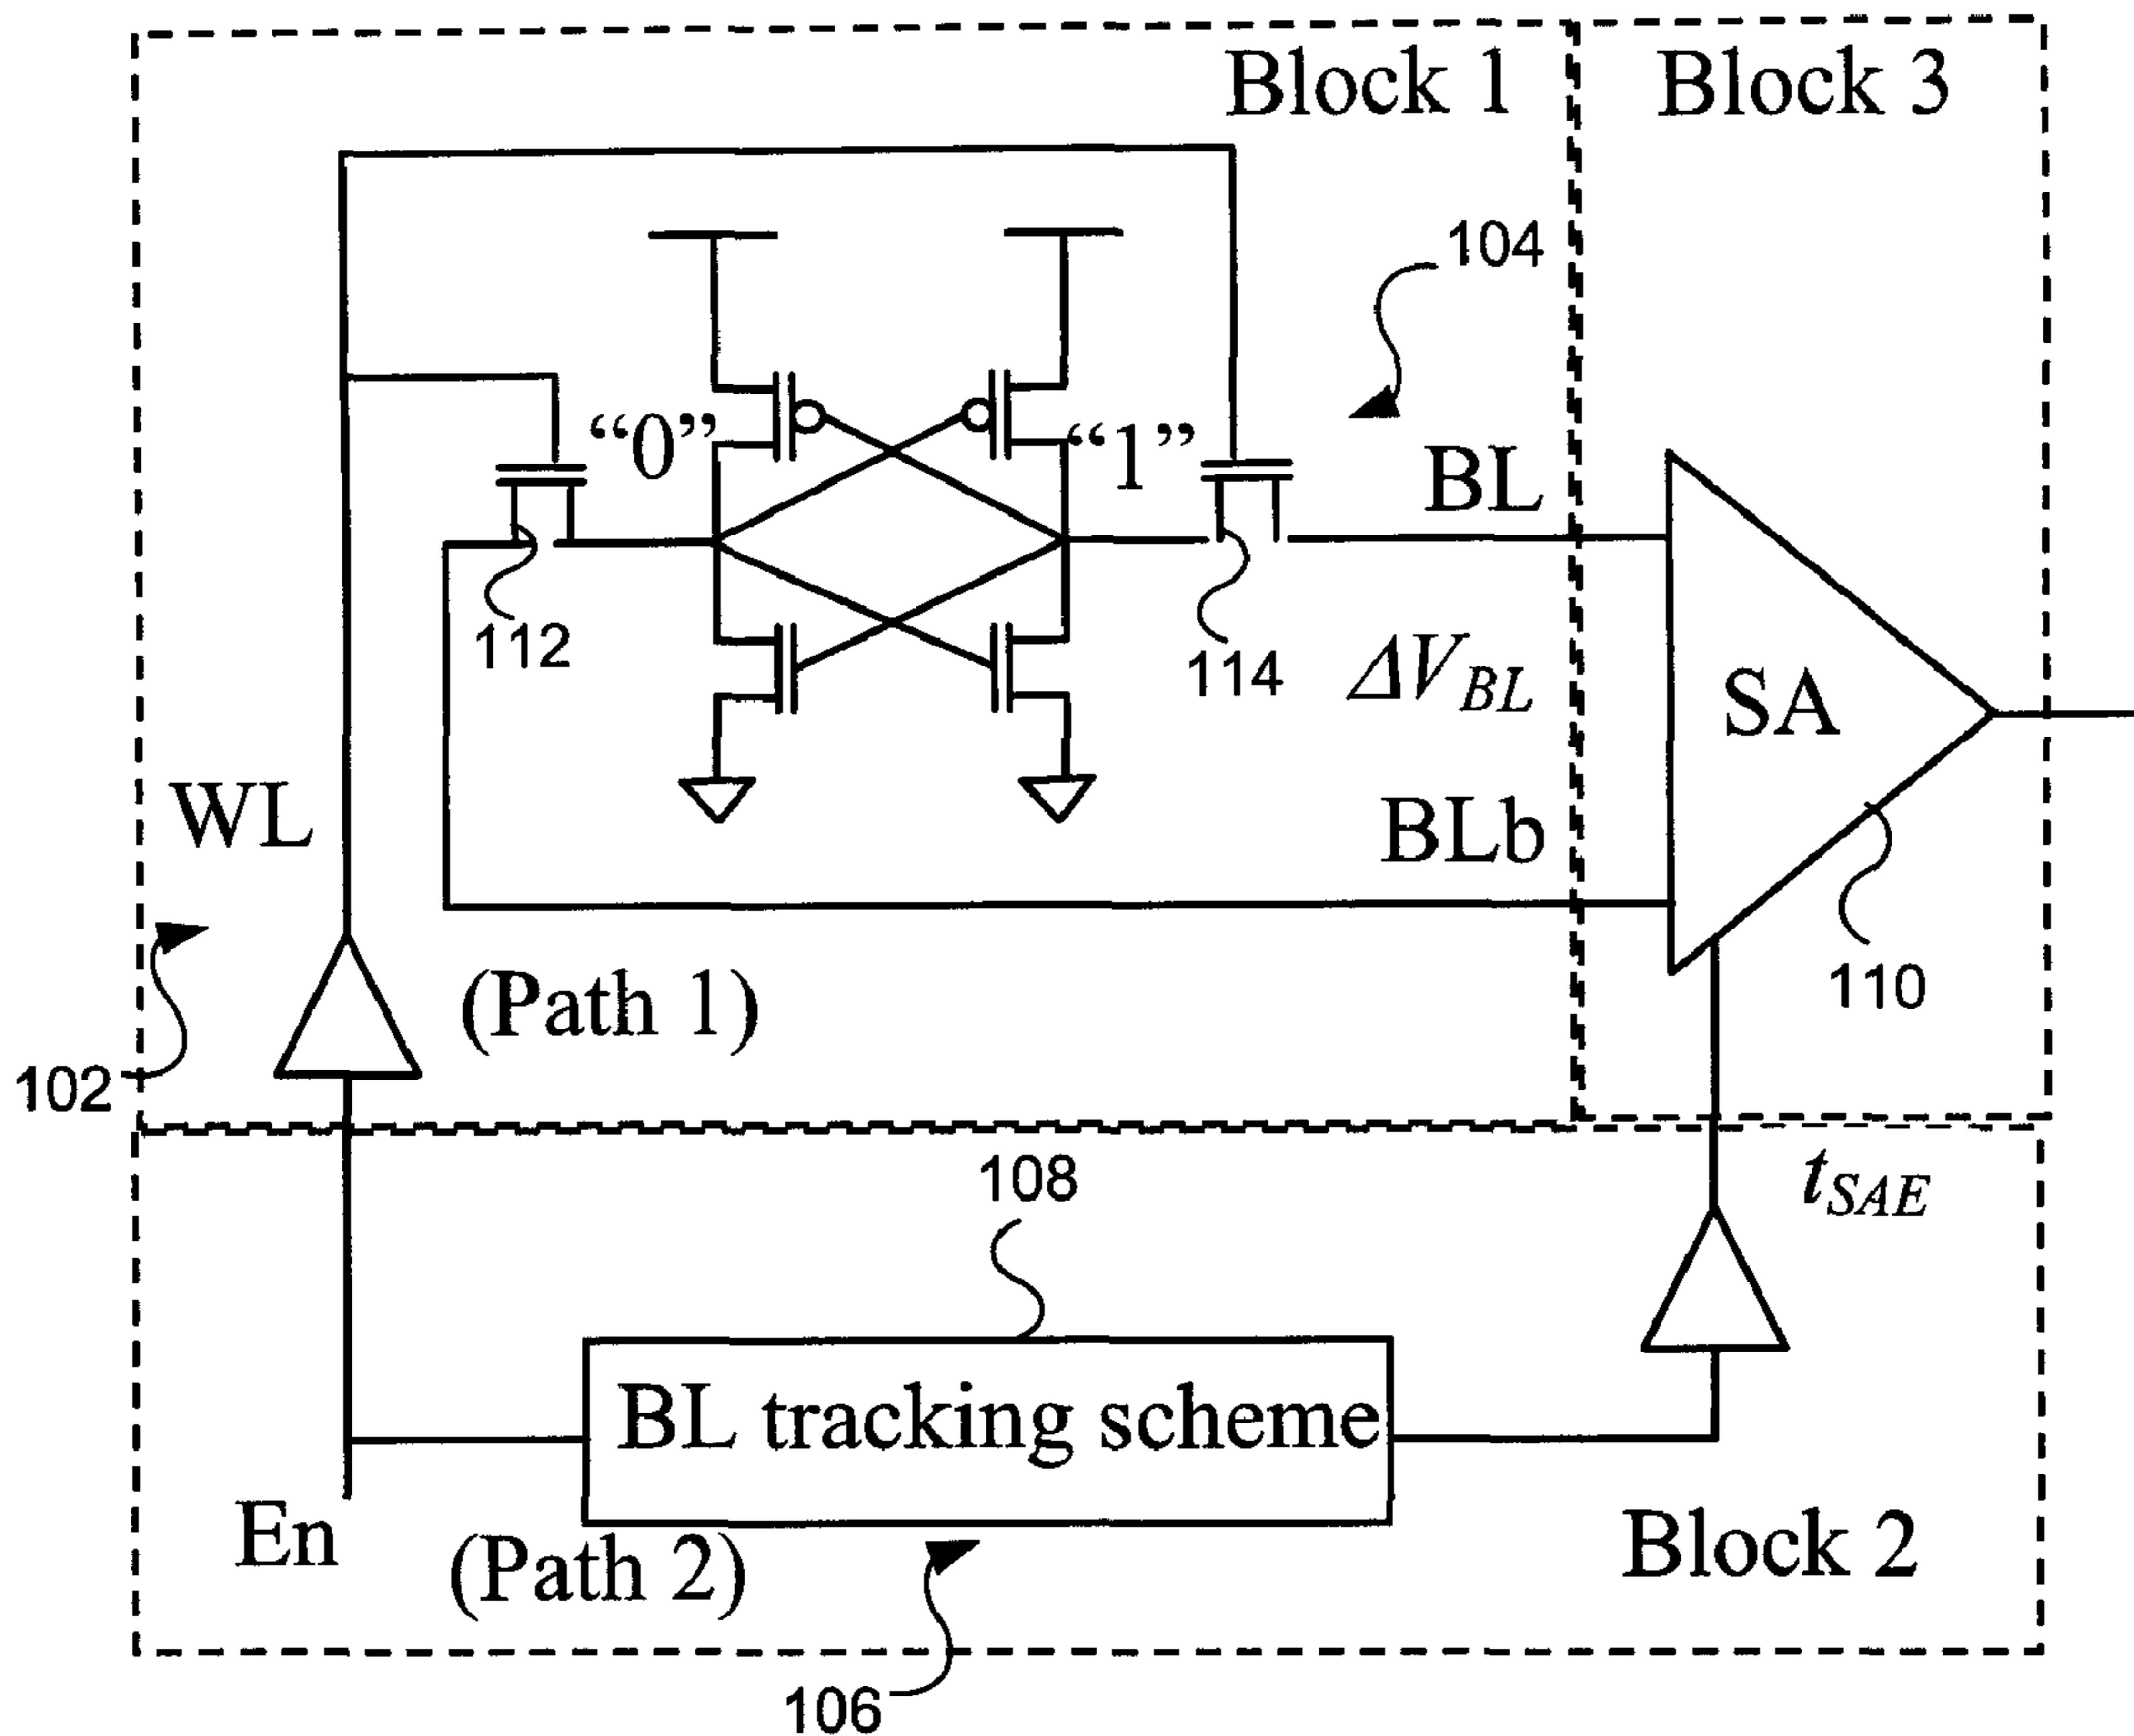 Block 1
Block 3
104
“0”
“1”
BL
112
114
ΔV_BL
SA
WL
BLb
(Path 1)
110
102
108
t_SAE
BL tracking scheme
En
(Path 2)
Block 2
106